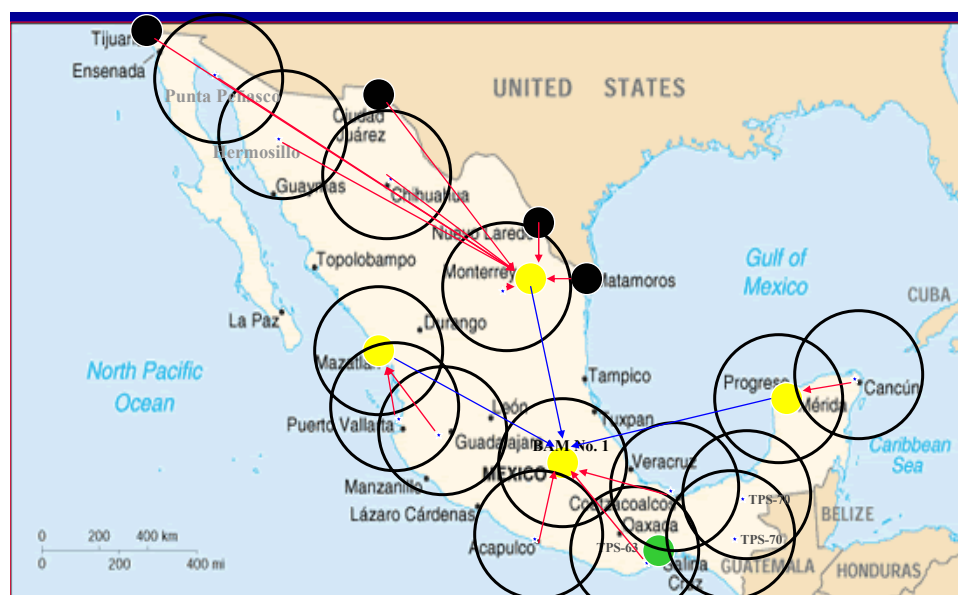 Tijuan
Ensenada
UNITED STATES
Punta Peñasco
Ciudad
Juárez
Hermosillo
Guaymas
Chihuahua
Nuevo Laredo
Gulf of
Mexico
Topolobampo
Monterrey
Matamoros
CUBA
La Paz
Durango
Mazatlán
North Pacific
Ocean
Tampico
Progreso
Cancún
Mérida
León
Tuxpan
Puerto Vallarta
Guadalajara
BAM No. 1
Caribbean
Sea
MEXICO
Veracruz
Manzanillo
Coatzacoalcos
TPS-70
Lázaro Cárdenas
BELIZE
Oaxaca
Acapulco
TPS-63
TPS-70
Salina
Cruz
GUATEMALA
HONDURAS
0 200 400 km
0 200 400 mi